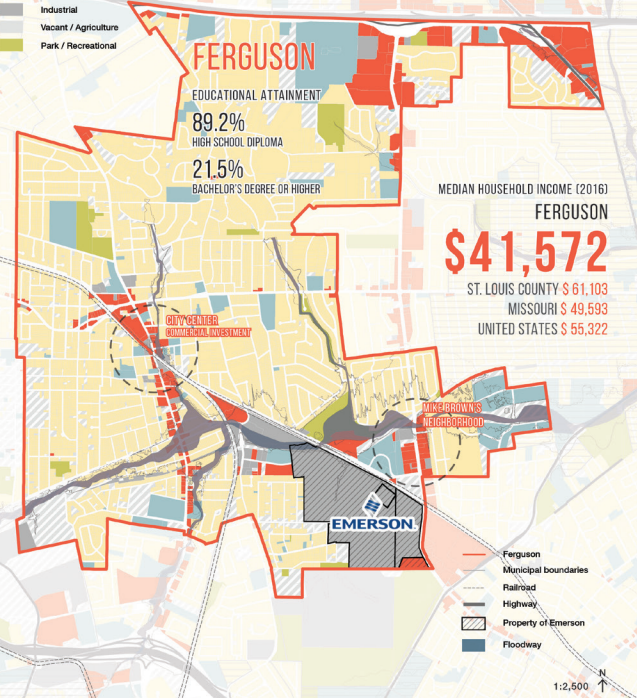 Industrial
Vacant / Agriculture
Park / Recreational
FERGUSON
EDUCATIONAL ATTAINMENT
89.2%
HIGH SCHOOL DIPLOMA
21.5%
BACHELOR'S DEGREE OR HIGHER
MEDIAN HOUSEHOLD INCOME (2016)
FERGUSON
$41,572
ST. LOUIS COUNTY $ 61,103
MISSOURI $ 49,593
UNITED STATES $ 55,322
CITY CENTER
COMMERCIAL INVESTMENT
MIKE BROWN'S
NEIGHBORHOOD
EMERSON.
Ferguson
Municipal boundaries
Railroad
Highway
Property of Emerson
Floodway
N
1:2,500